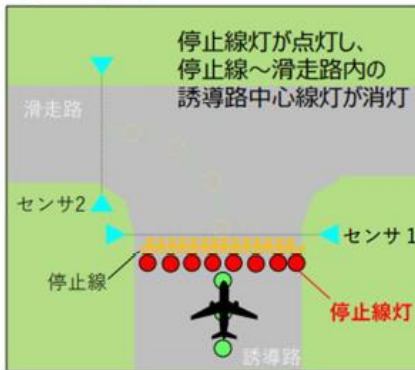 停止線灯が点灯し、
停止線～滑走路内の
誘導路中心線灯が消灯
滑走路
センサ2
センサ1
停止線
停止線灯
誘導路